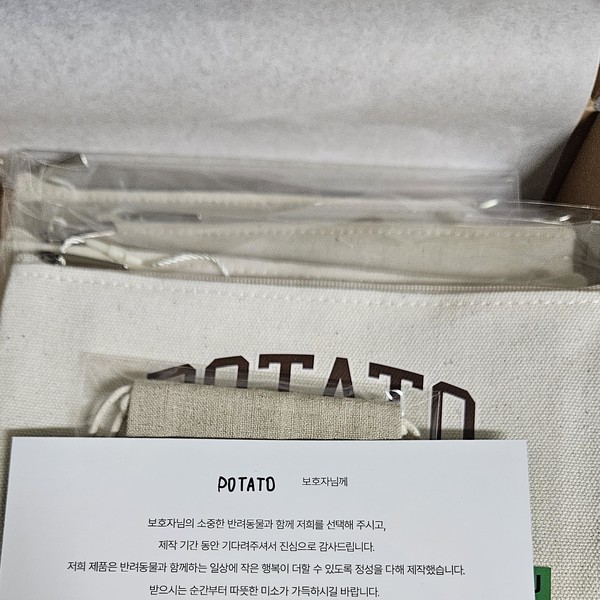 POTATO
POTATO 보호자님께
보호자님의 소중한 반려동물과 함께 저희를 선택해 주시고,
제작 기간 동안 기다려주셔서 진심으로 감사드립니다.
저희 제품은 반려동물과 함께하는 일상에 작은 행복이 더할 수 있도록 정성을 다해 제작했습니다.
받으시는 순간부터 따뜻한 미소가 가득하시길 바랍니다.